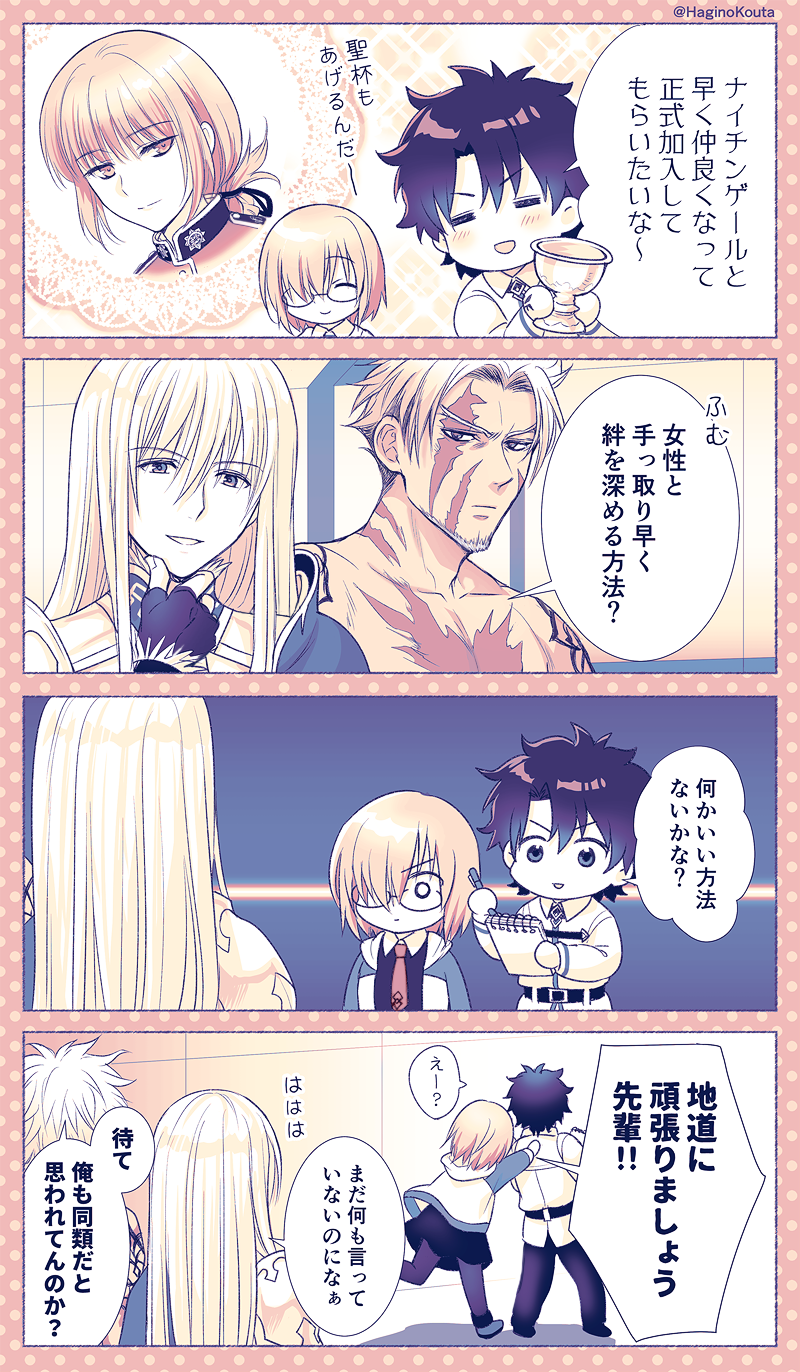 @HaginoKouta
ナイチンゲールと
早く仲良くなって
正式加入して
もらいたいな～
聖杯も
あげるんだ～
ふむ
女性と
手っ取り早く
絆を深める方法?
何かいい方法
ないかな?
地道に
頑張りましょう
先輩!!
えー?
まだ何も言って
いないのになぁ
ははは
待て
俺も同類だと
思われてんのか?